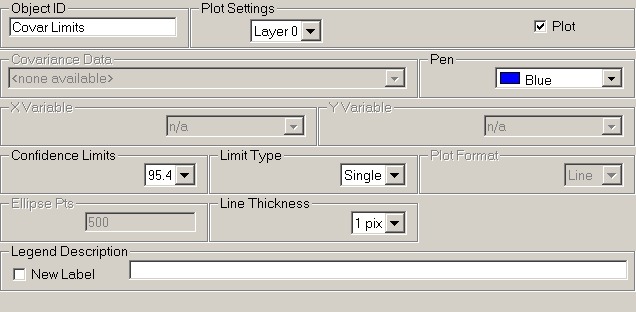 Object ID
Plot Settings
Covar Limits
Layer 0
Plot
Covariance Data
Pen
<none available>
Blue
X Variable
Y Variable
n/a
n/a
Confidence Limits
Limit Type
Plot Format
95.4
Single
Line
Ellipse Pts
Line Thickness
500
1 pix
Legend Description
New Label